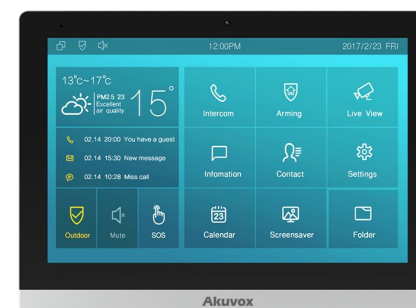 12:00PM
2017/2/23 FRI
13°c~17°c
PM2.5 23
Excellent
air quality
15°
Intercom
Arming
Live View
02.14 20:00 You have a guest
02.14 15:30 New message
02.14 10:28 Miss call
Infomation
Contact
Settings
Outdoor
Mute
SOS
23
Calendar
Screensaver
Folder
Akuvox